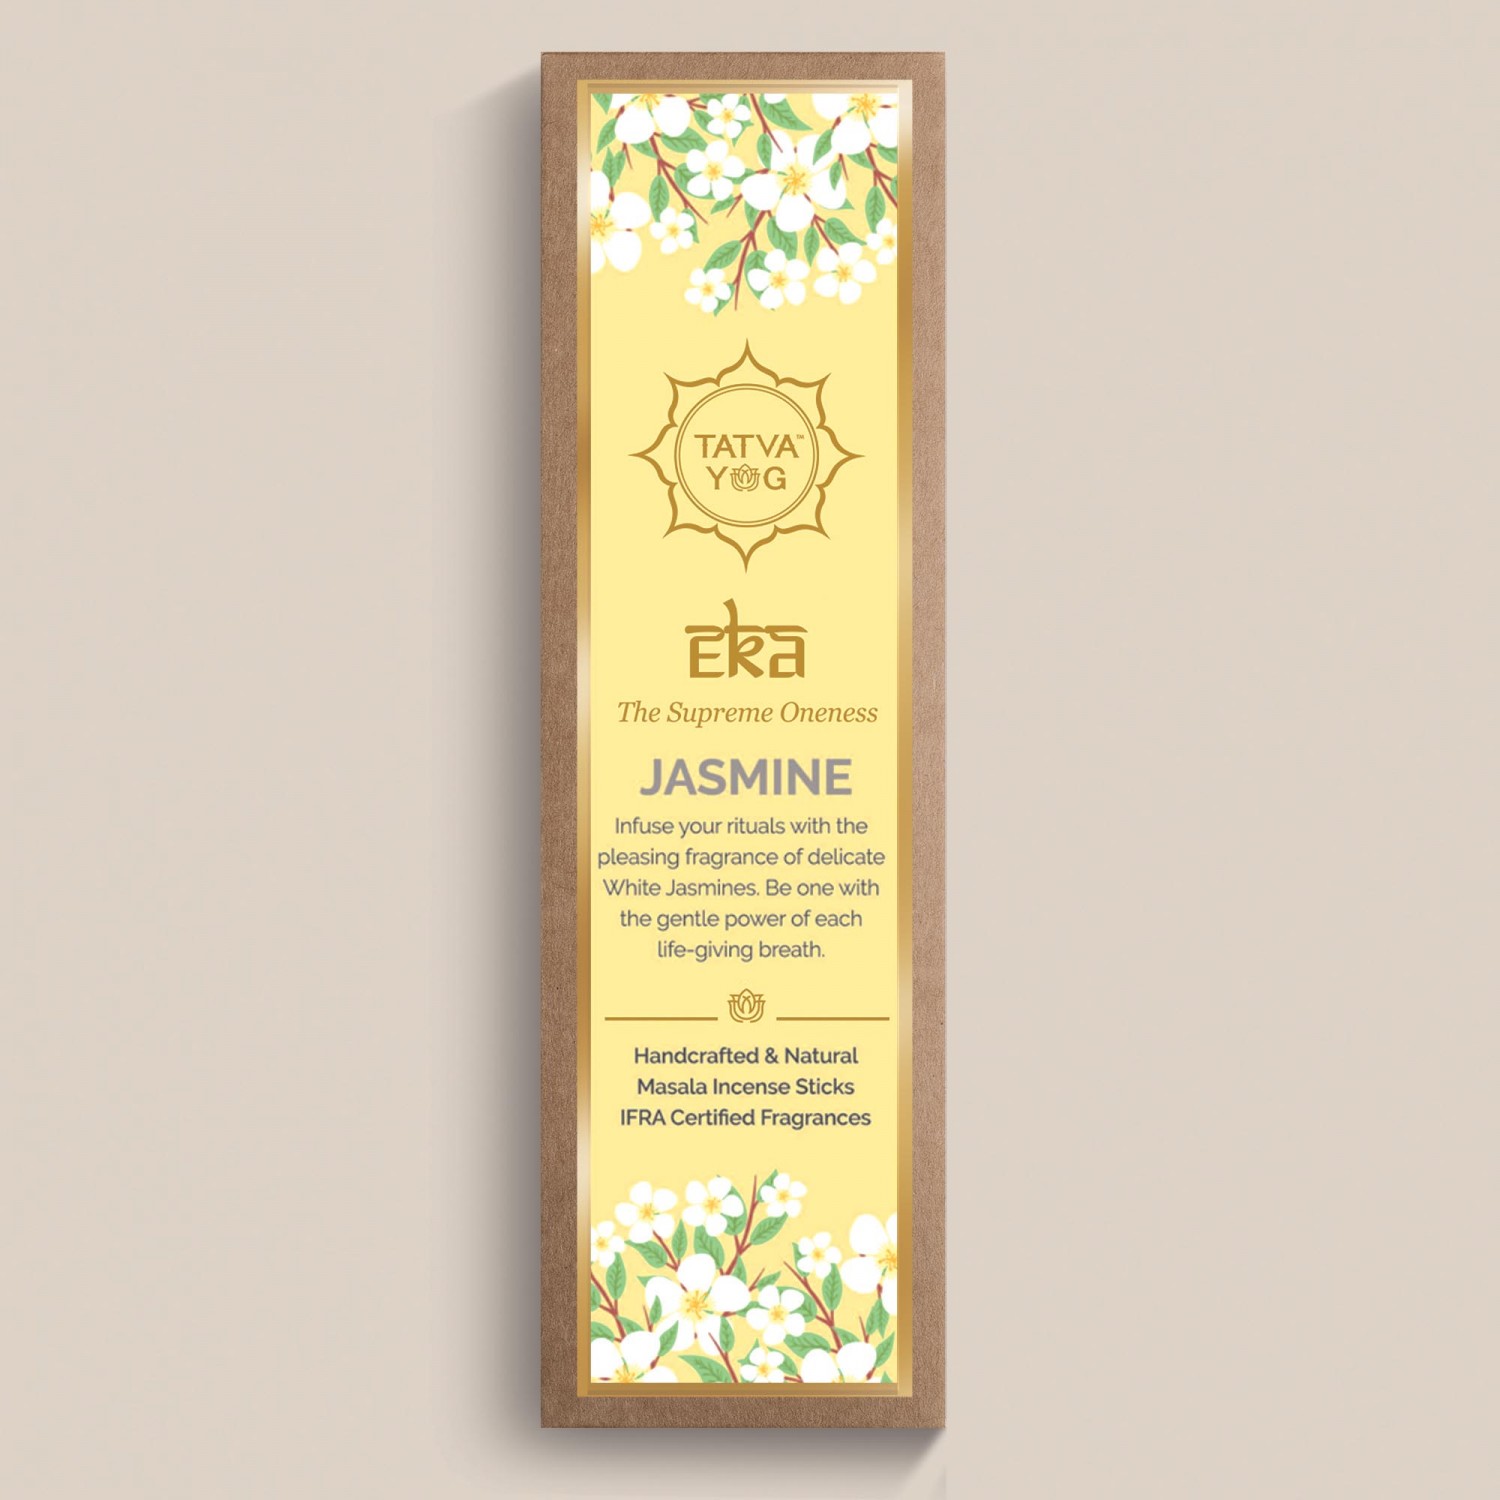 TATVA™
YOG
eka
The Supreme Oneness
JASMINE
Infuse your rituals with the
pleasing fragrance of delicate
White Jasmines. Be one with
the gentle power of each
life-giving breath.
Handcrafted & Natural
Masala Incense Sticks
IFRA Certified Fragrances